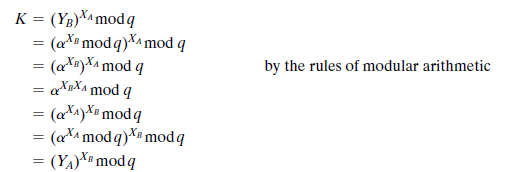 K = (Y_B)^{X_A} mod q
= (α^{X_B} mod q)^{X_A} mod q
= (α^{X_B})^{X_A} mod q by the rules of modular arithmetic
= α^{X_B X_A} mod q
= (α^{X_A})^{X_B} mod q
= (α^{X_A} mod q)^{X_B} mod q
= (Y_A)^{X_B} mod q